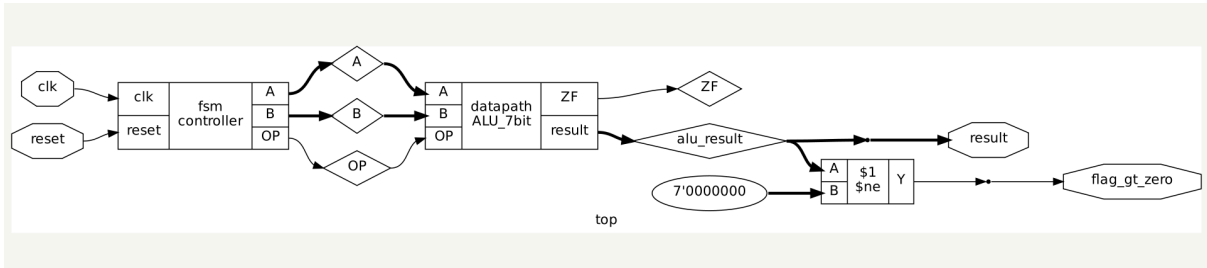 clk
reset
clk
reset
fsm
controller
A
B
OP
A
B
OP
A
B
OP
datapath
ALU_7bit
ZF
result
ZF
alu_result
7'0000000
A
B
$1
$ne
Y
result
flag_gt_zero
top